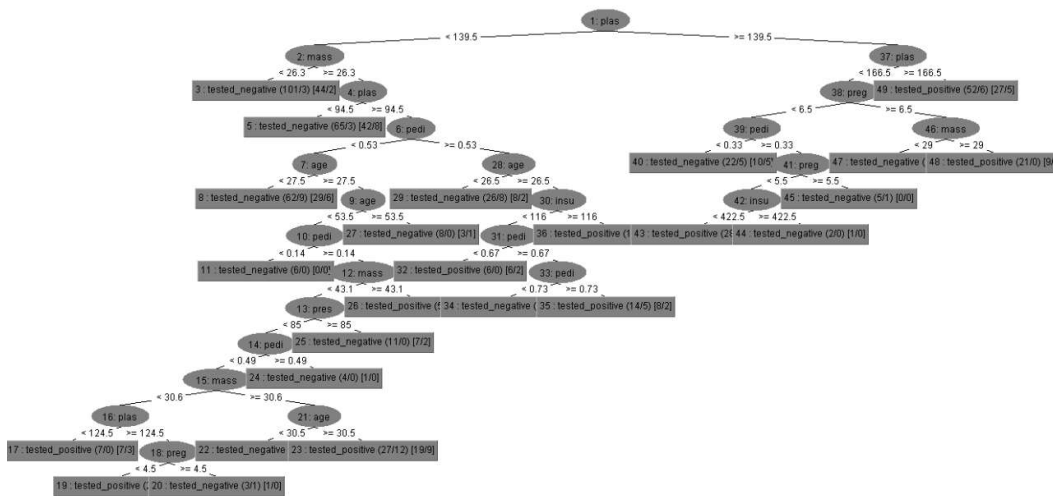 1: plas
< 139.5 >= 139.5
2: mass 37: plas
< 26.3 >= 26.3 < 166.5 >= 166.5
3 : tested_negative (101/3) [44/2] 4: plas 38: preg 49 : tested_positive (52/6) [27/5]
< 94.5 >= 94.5 < 6.5 >= 6.5
5 : tested_negative (65/3) [42/8] 6: pedi 39: pedi 46: mass
< 0.53 >= 0.53 < 0.33 >= 0.33 < 29 >= 29
7: age 28: age 40 : tested_negative (22/5) [10/5] 41: preg 47 : tested_negative ( 48 : tested_positive (21/0) [9/
< 27.5 >= 27.5 < 26.5 >= 26.5 < 5.5 >= 5.5
8 : tested_negative (62/9) [29/6] 9: age 29 : tested_negative (26/8) [8/2] 30: insu 42: insu 45 : tested_negative (5/1) [0/0]
< 53.5 >= 53.5 < 116 >= 116 < 422.5 >= 422.5
10: pedi 27 : tested_negative (8/0) [3/1] 31: pedi 36 : tested_positive (1 43 : tested_positive (28 44 : tested_negative (2/0) [1/0]
< 0.14 >= 0.14 < 0.67 >= 0.67
11 : tested_negative (6/0) [0/0] 12: mass 32 : tested_positive (6/0) [6/2] 33: pedi
< 43.1 >= 43.1 < 0.73 >= 0.73
13: pres 26 : tested_positive (5 34 : tested_negative ( 35 : tested_positive (14/5) [8/2]
< 85 >= 85
14: pedi 25 : tested_negative (11/0) [7/2]
< 0.49 >= 0.49
15: mass 24 : tested_negative (4/0) [1/0]
< 30.6 >= 30.6
16: plas 21: age
< 124.5 >= 124.5 < 30.5 >= 30.5
17 : tested_positive (7/0) [7/3] 18: preg 22 : tested_negative 23 : tested_positive (27/12) [19/9]
< 4.5 >= 4.5
19 : tested_positive ( 20 : tested_negative (3/1) [1/0]